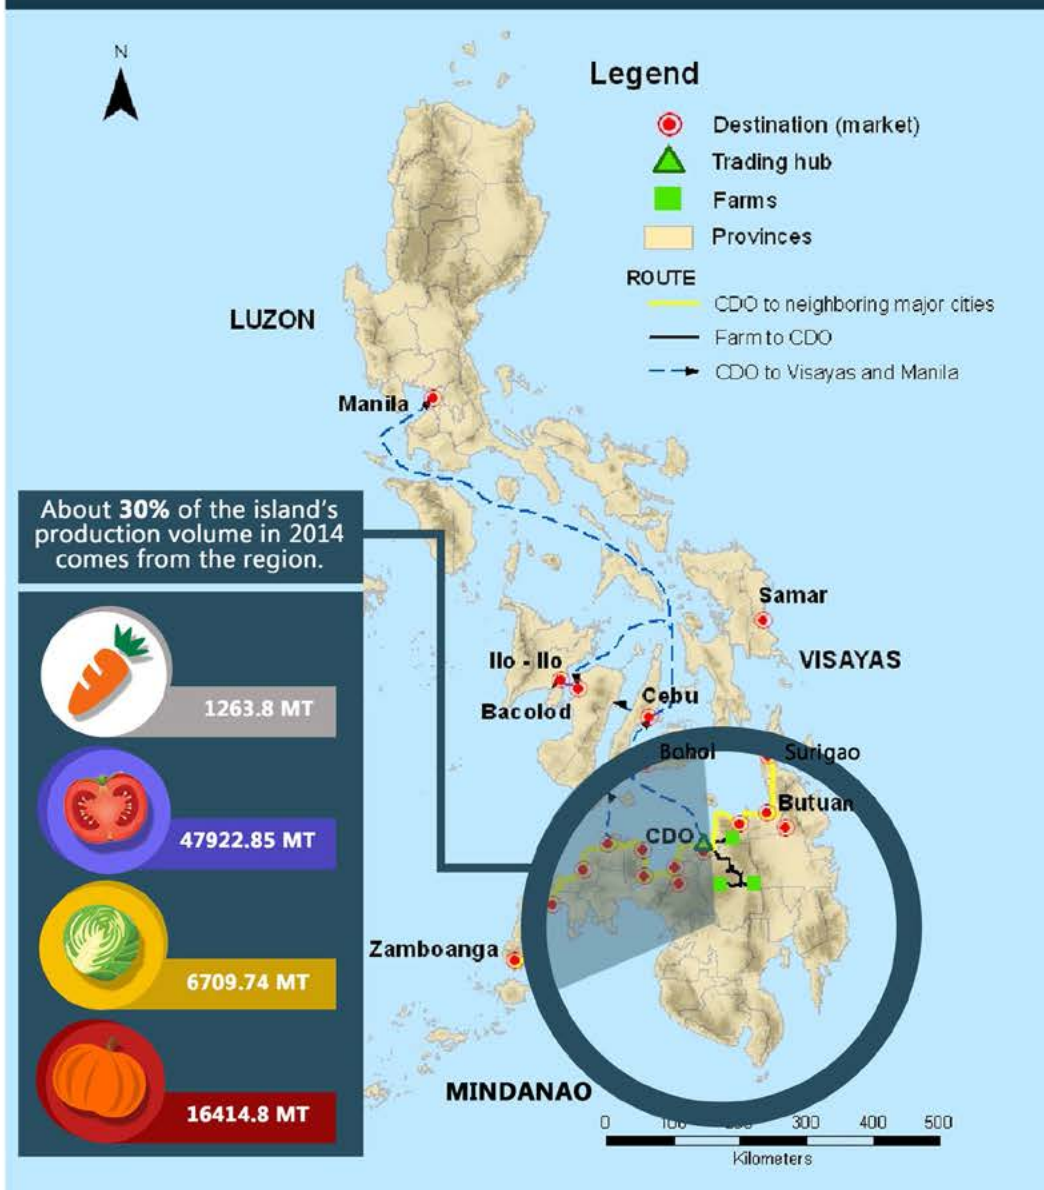 N
Legend
Destination (market)
Trading hub
Farms
Provinces
ROUTE
CDO to neighboring major cities
Farm to CDO
CDO to Visayas and Manila
LUZON
Manila
About 30% of the island's
production volume in 2014
comes from the region.
Samar
VISAYAS
Ilo - Ilo
Bacolod
Cebu
1263.8 MT
Bohol
Surigao
Butuan
CDO
47922.85 MT
Zamboanga
6709.74 MT
MINDANAO
16414.8 MT
0 100 300 400 500
Kilometers